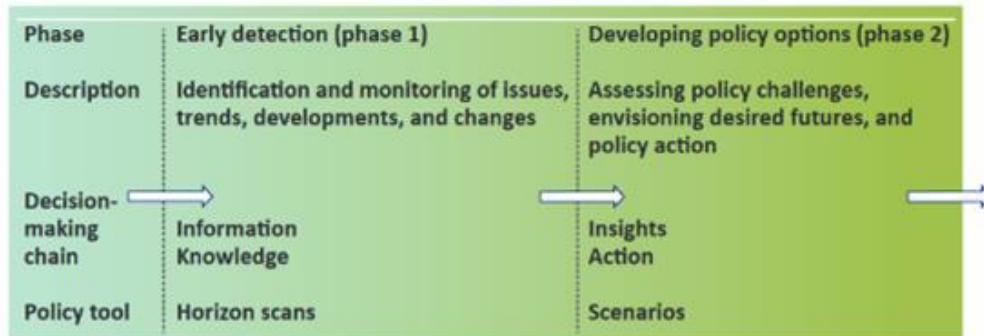 Phase Early detection (phase 1) Developing policy options (phase 2)
Description Identification and monitoring of issues, Assessing policy challenges,
trends, developments, and changes envisioning desired futures, and
policy action
Decision-
making Information Insights
chain Knowledge Action
Policy tool Horizon scans Scenarios